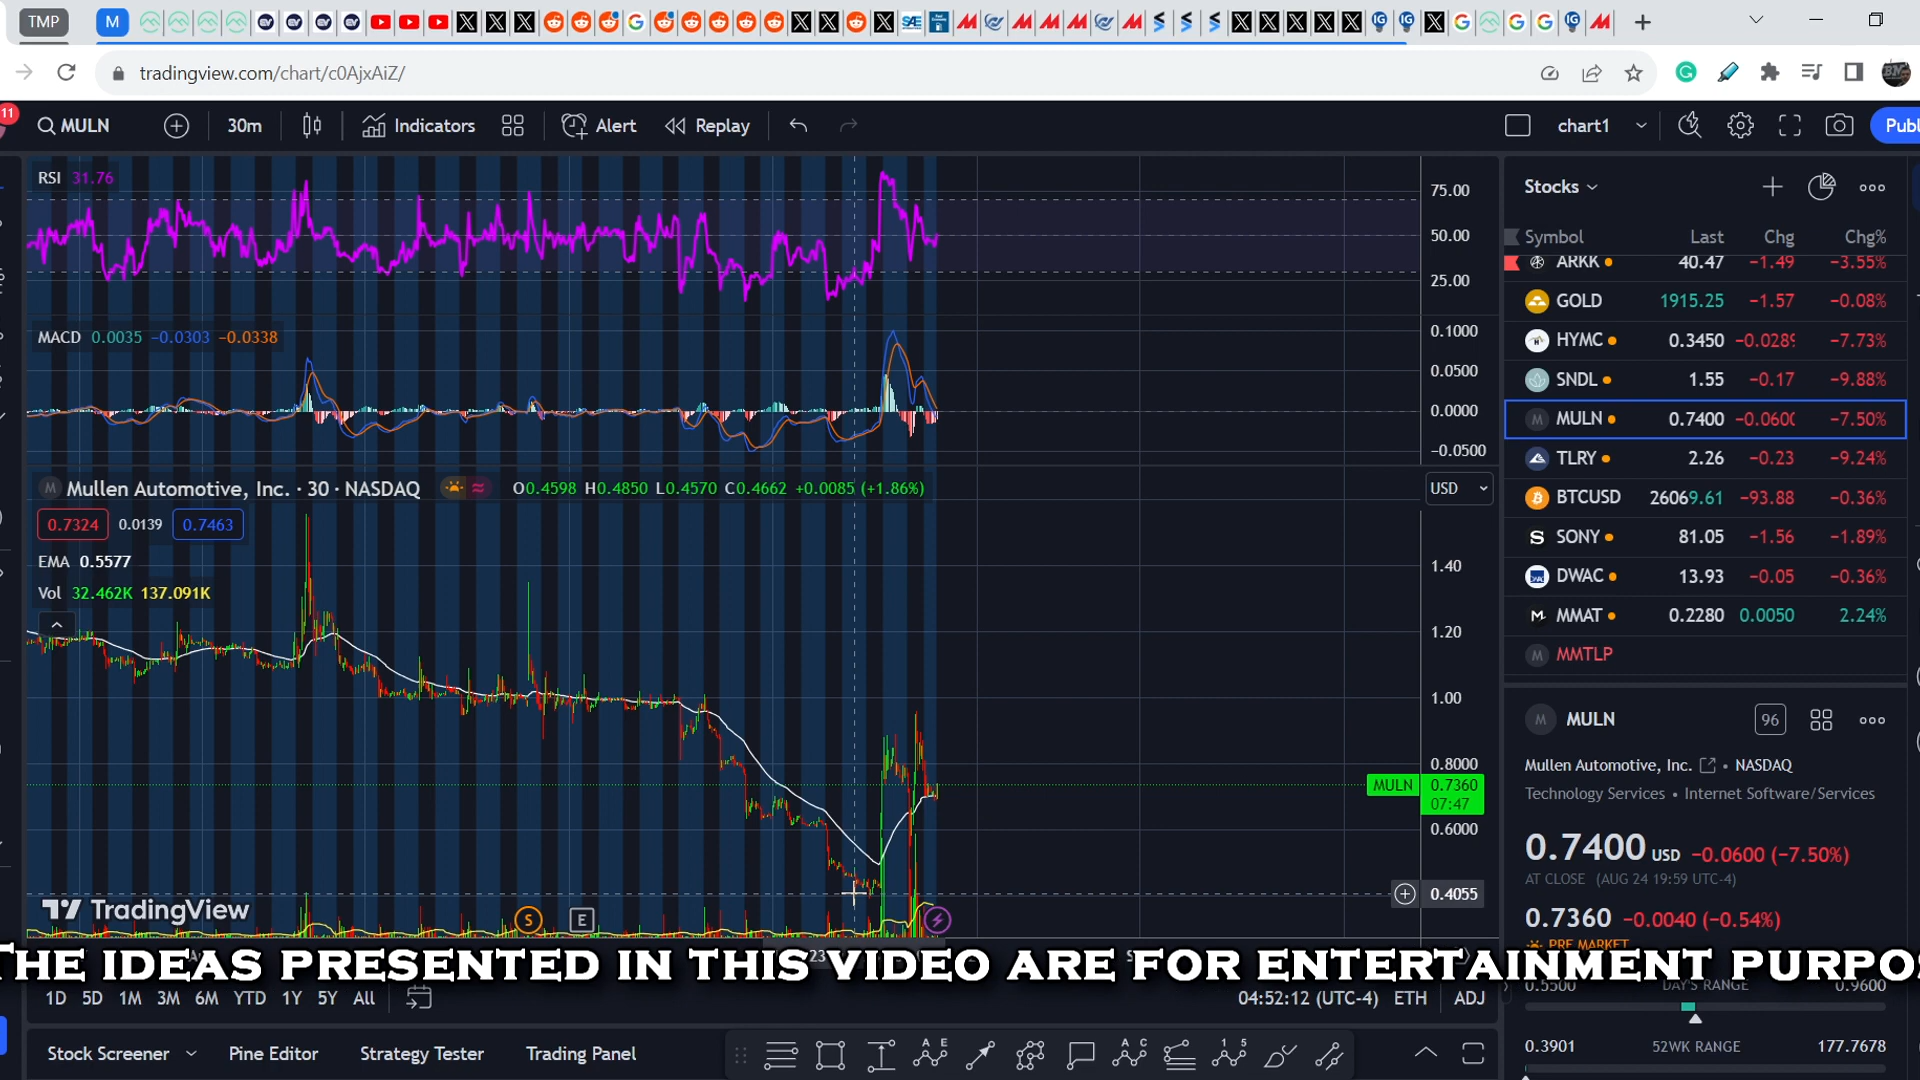 TMP
tradingview.com/chart/c0AjxAiZ/
11
MULN
30m
Indicators
Alert
Replay
chart1
Publ
RSI 31.76
75.00
50.00
25.00
MACD 0.0035 −0.0303 −0.0338
0.1000
0.0500
0.0000
−0.0500
Mullen Automotive, Inc. · 30 · NASDAQ
O0.4598 H0.4850 L0.4570 C0.4662 +0.0085 (+1.86%)
USD
0.7324 0.0139 0.7463
EMA 0.5577
Vol 32.462K 137.091K
1.40
1.20
1.00
0.8000
MULN 0.7360
07:47
0.6000
0.4055
TradingView
S E
Stocks
Symbol Last Chg Chg%
ARKK 40.47 −1.49 −3.55%
GOLD 1915.25 −1.57 −0.08%
HYMC 0.3450 −0.0289 −7.73%
SNDL 1.55 −0.17 −9.88%
MULN 0.7400 −0.0600 −7.50%
TLRY 2.26 −0.23 −9.24%
BTCUSD 26069.61 −93.88 −0.36%
SONY 81.05 −1.56 −1.89%
DWAC 13.93 −0.05 −0.36%
MMAT 0.2280 0.0050 2.24%
MMTLP
MULN 96
Mullen Automotive, Inc. • NASDAQ
Technology Services • Internet Software/Services
0.7400 USD −0.0600 (−7.50%)
AT CLOSE (AUG 24 19:59 UTC-4)
0.7360 −0.0040 (−0.54%)
PRE MARKET
THE IDEAS PRESENTED IN THIS VIDEO ARE FOR ENTERTAINMENT PURPOS
0.5500 DAY'S RANGE 0.9600
1D 5D 1M 3M 6M YTD 1Y 5Y All
04:52:12 (UTC-4) ETH ADJ
0.3901 52WK RANGE 177.7678
Stock Screener Pine Editor Strategy Tester Trading Panel